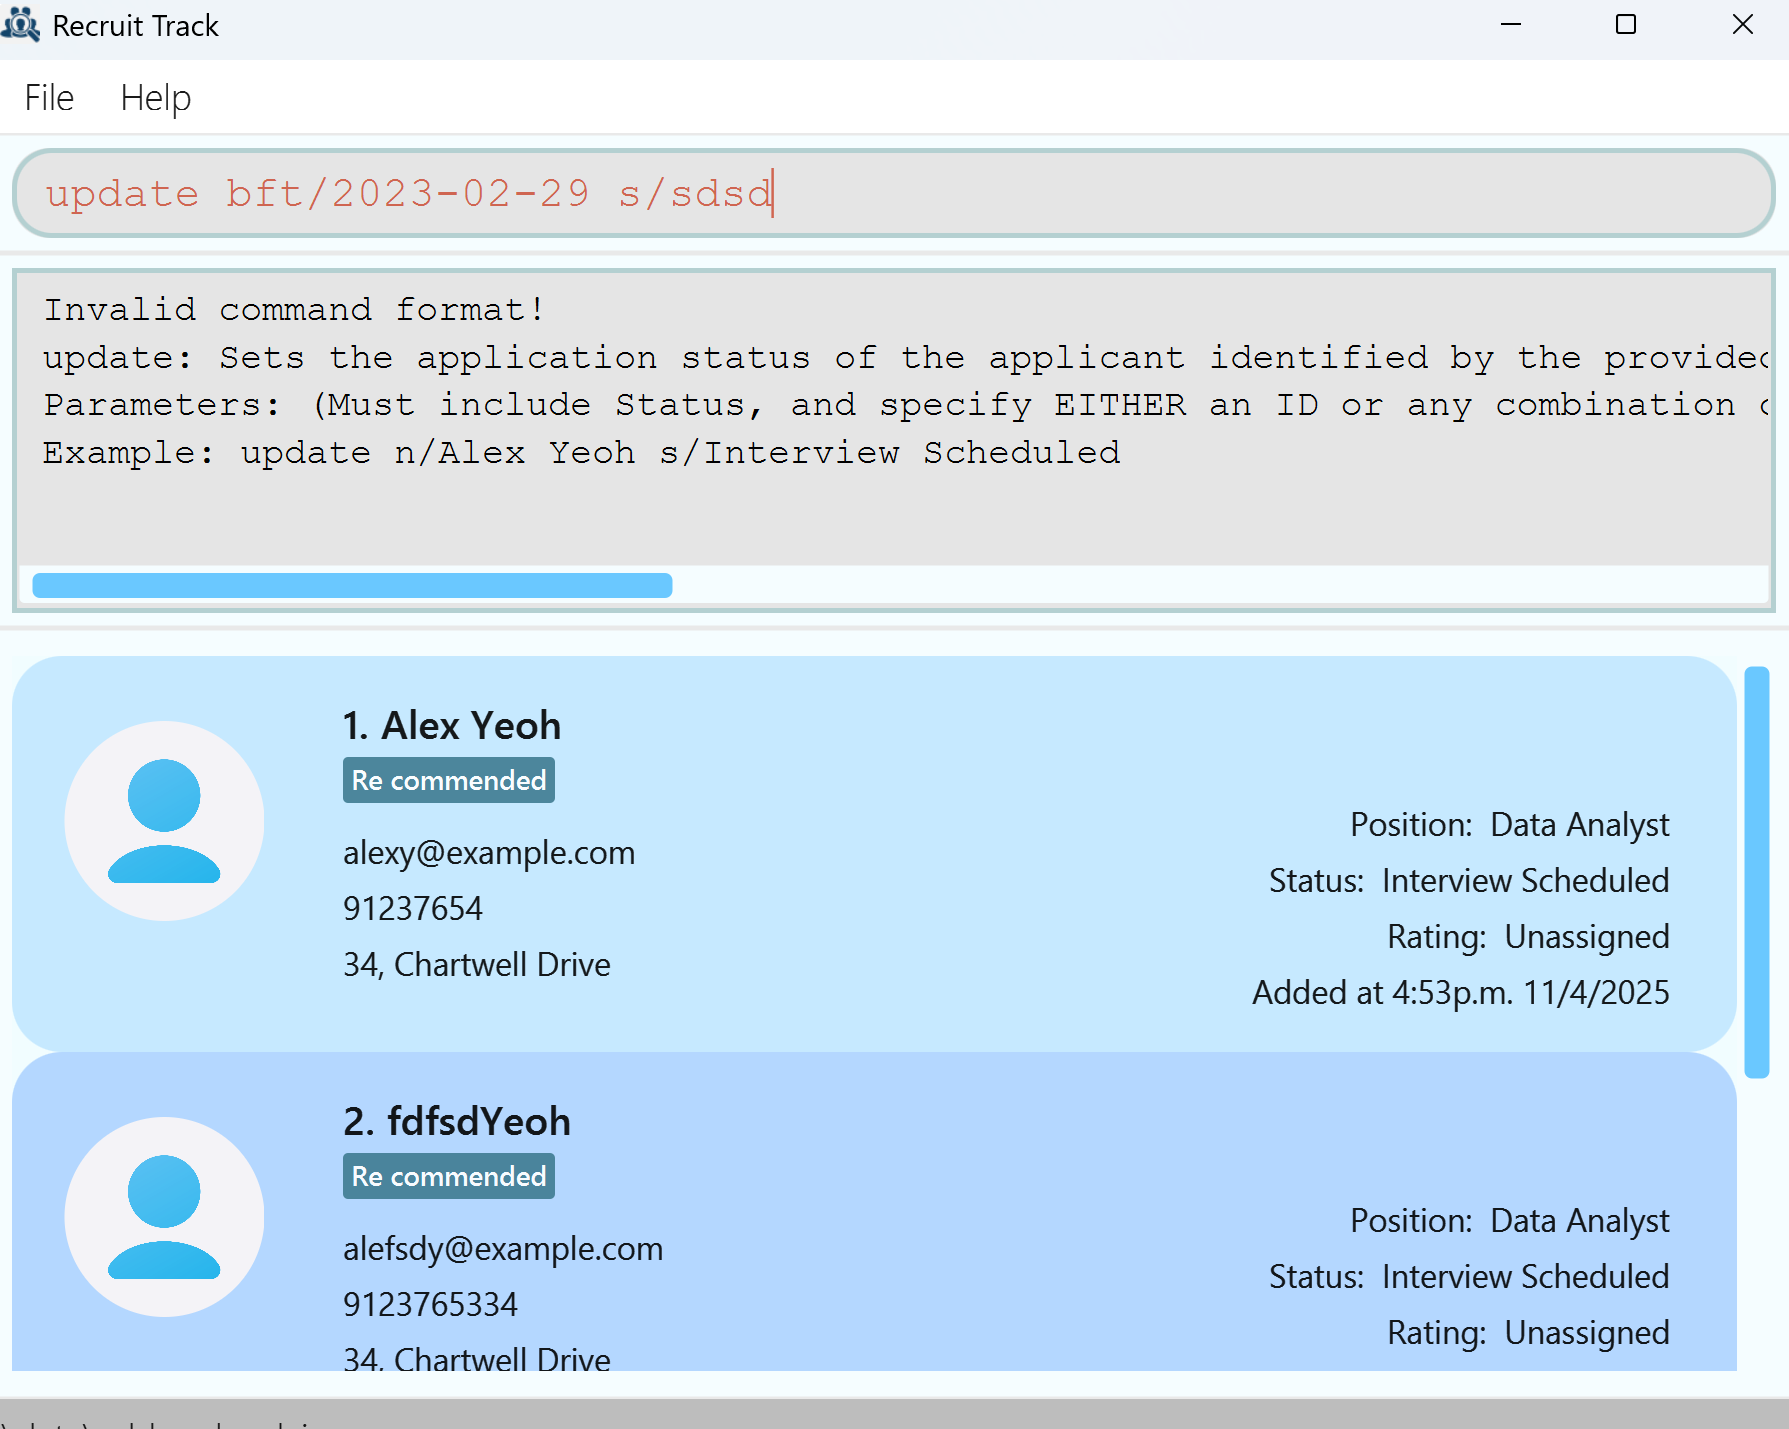 Recruit Track
File Help
update bft/2023-02-29 s/sdsd
Invalid command format!
update: Sets the application status of the applicant identified by the provided
Parameters: (Must include Status, and specify EITHER an ID or any combination
Example: update n/Alex Yeoh s/Interview Scheduled
1. Alex Yeoh
Re commended
alexy@example.com
91237654
34, Chartwell Drive
Position: Data Analyst
Status: Interview Scheduled
Rating: Unassigned
Added at 4:53p.m. 11/4/2025
2. fdfsdYeoh
Re commended
alefsdy@example.com
9123765334
34, Chartwell Drive
Position: Data Analyst
Status: Interview Scheduled
Rating: Unassigned